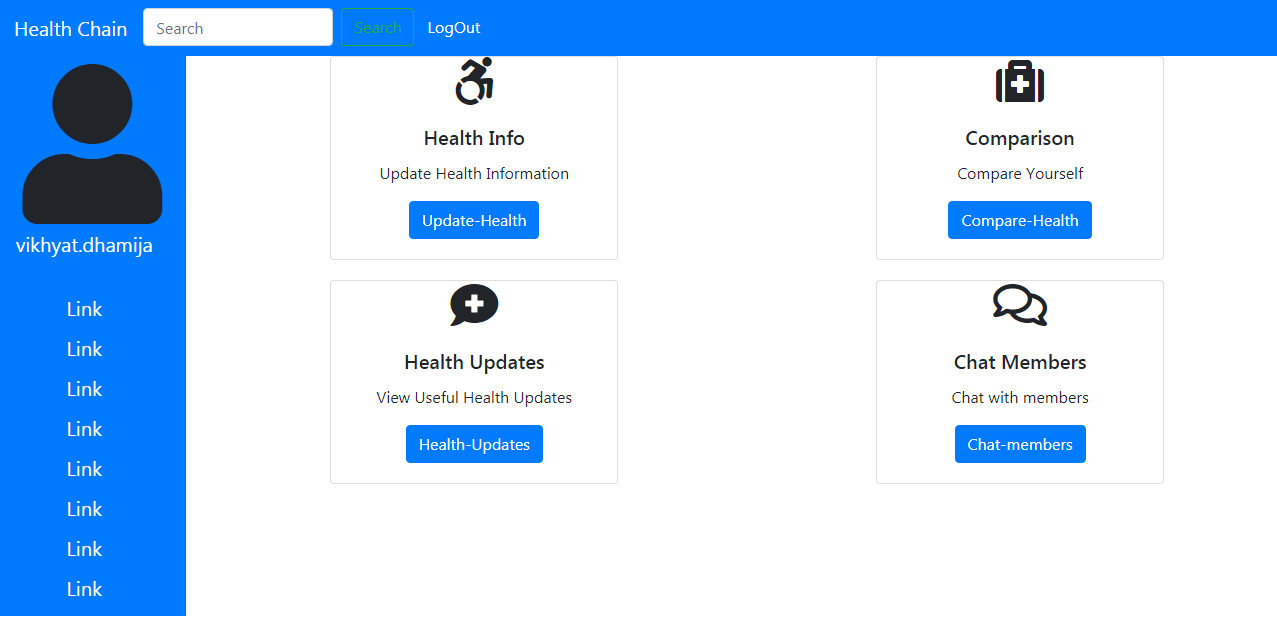 Health Chain Search Search LogOut
vikhyat.dhamija
Link
Link
Link
Link
Link
Link
Link
Link
Health Info
Update Health Information
Update-Health
Comparison
Compare Yourself
Compare-Health
Health Updates
View Useful Health Updates
Health-Updates
Chat Members
Chat with members
Chat-members